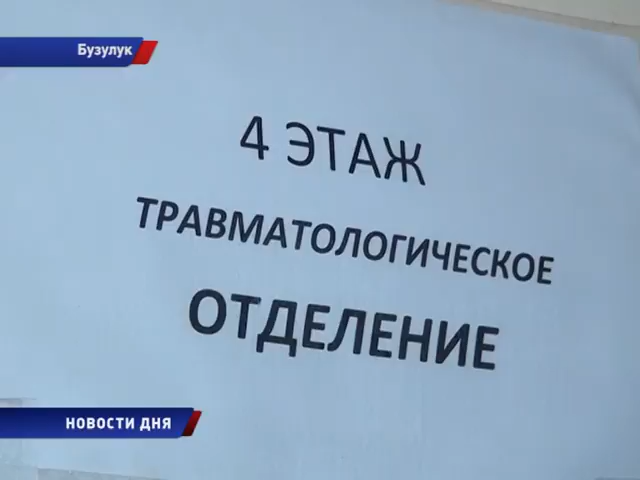 Бузулук
4 ЭТАЖ
ТРАВМАТОЛОГИЧЕСКОЕ
ОТДЕЛЕНИЕ
НОВОСТИ ДНЯ